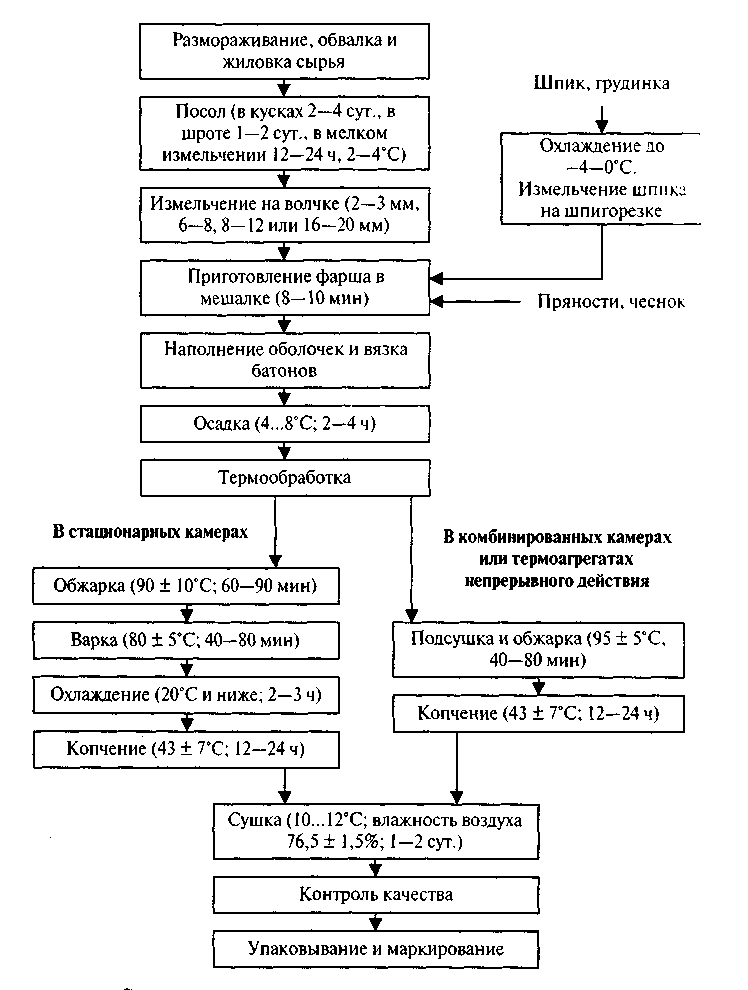 Размораживание, обвалка и
жиловка сырья
Посол (в кусках 2—4 сут., в
шроте 1—2 сут., в мелком
измельчении 12—24 ч, 2—4°С)
Измельчение на волчке (2—3 мм,
6—8, 8—12 или 16—20 мм)
Шпик, грудинка
Охлаждение до
−4—0°С.
Измельчение шпика
на шпигорезке
Приготовление фарша в
мешалке (8—10 мин)
Пряности, чеснок
Наполнение оболочек и вязка
батонов
Осадка (4...8°С; 2—4 ч)
Термообработка
В стационарных камерах
Обжарка (90 ± 10°С; 60—90 мин)
Варка (80 ± 5°С; 40—80 мин)
Охлаждение (20°С и ниже; 2—3 ч)
Копчение (43 ± 7°С; 12—24 ч)
В комбинированных камерах
или термоагрегатах
непрерывного действия
Подсушка и обжарка (95 ± 5°С,
40—80 мин)
Копчение (43 ± 7°С; 12—24 ч)
Сушка (10...12°С; влажность воздуха
76,5 ± 1,5%; 1—2 сут.)
Контроль качества
Упаковывание и маркирование